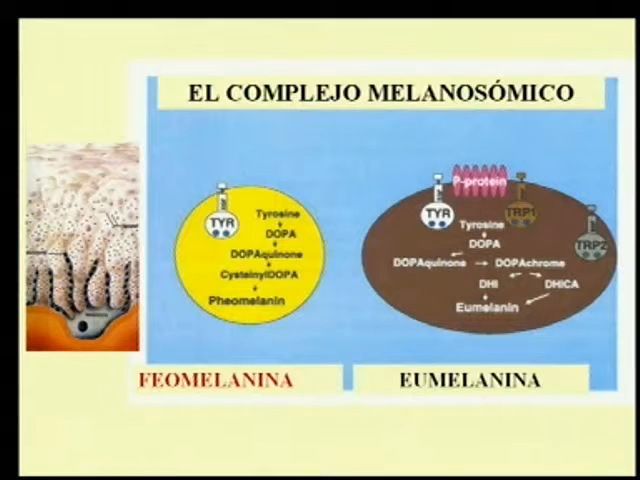 EL COMPLEJO MELANOSÓMICO
TYR
Tyrosine
DOPA
DOPAquinone
CysteinylDOPA
Pheomelanin
P-protein
TYR
TRP1
TRP2
Tyrosine
DOPA
DOPAquinone
DOPAchrome
DHI
DHICA
Eumelanin
FEOMELANINA
EUMELANINA